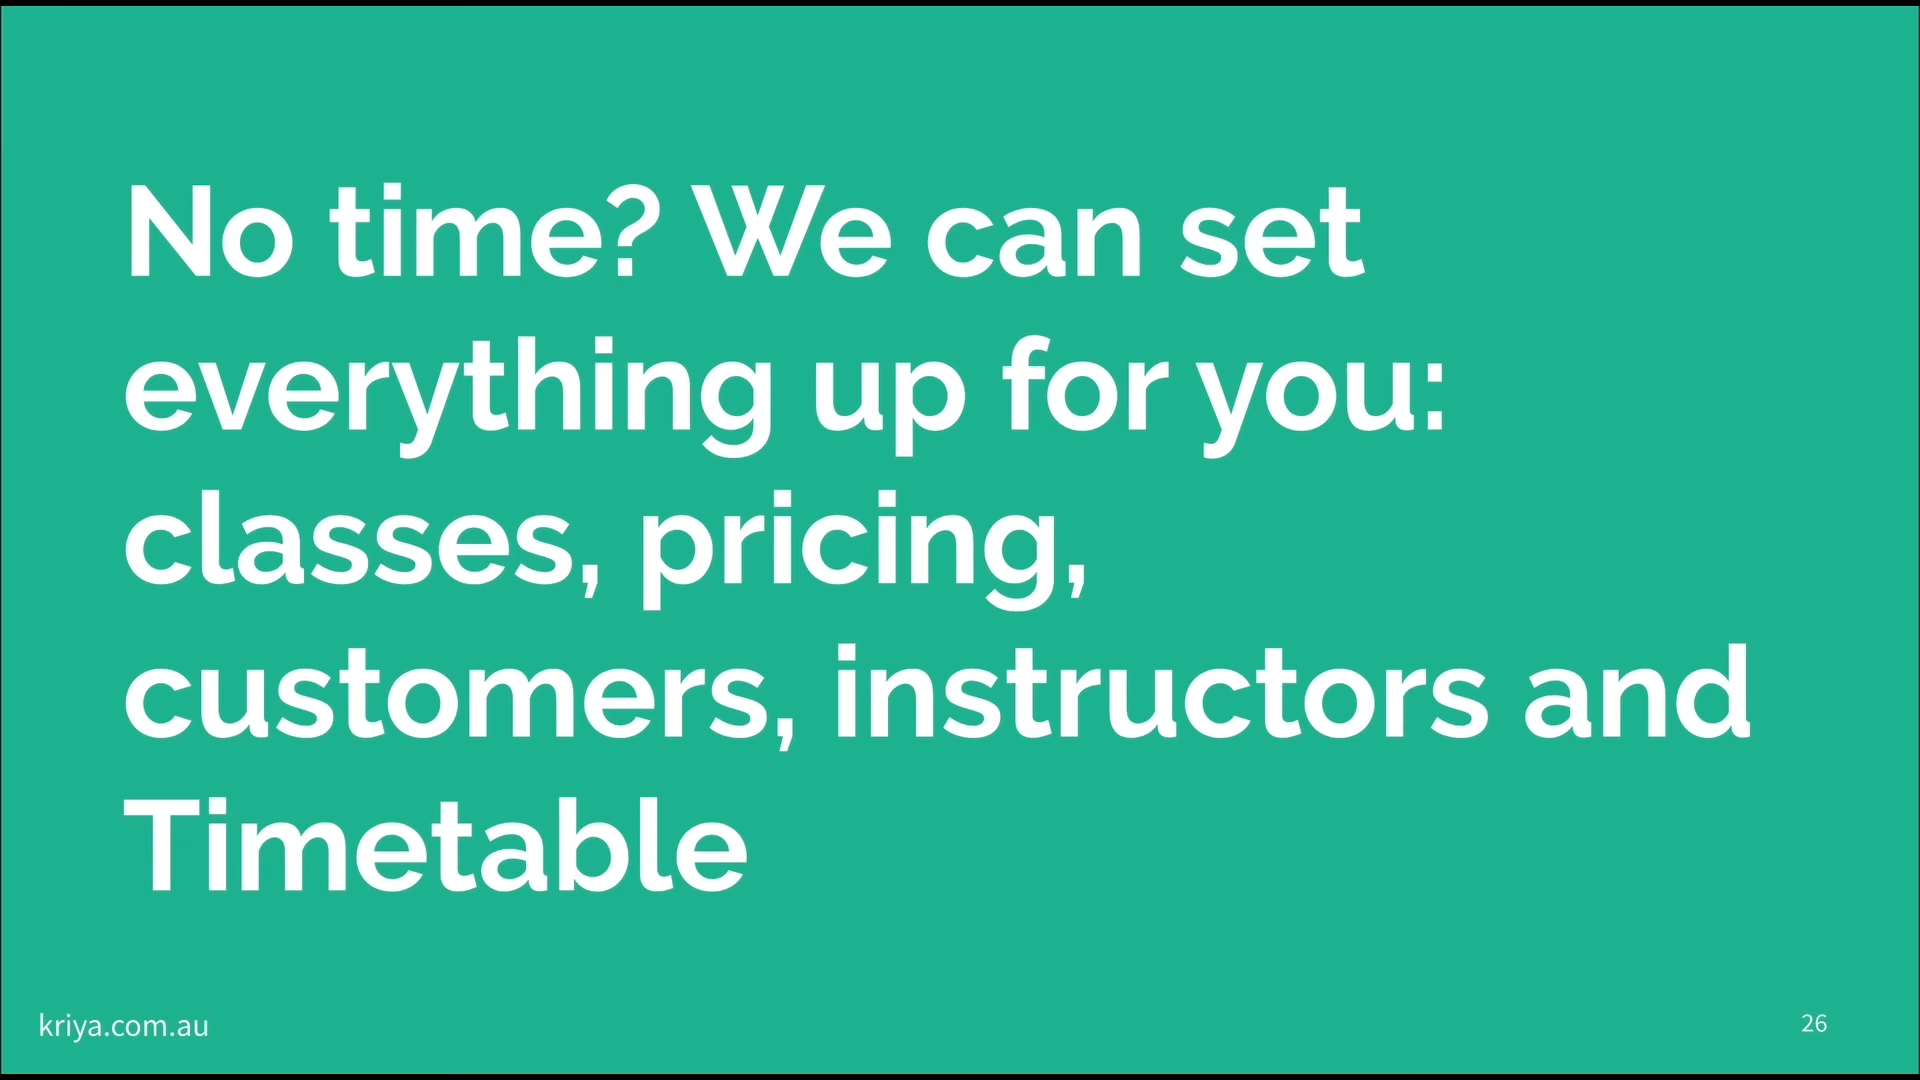 No time? We can set
everything up for you:
classes, pricing,
customers, instructors and
Timetable
kriya.com.au
26